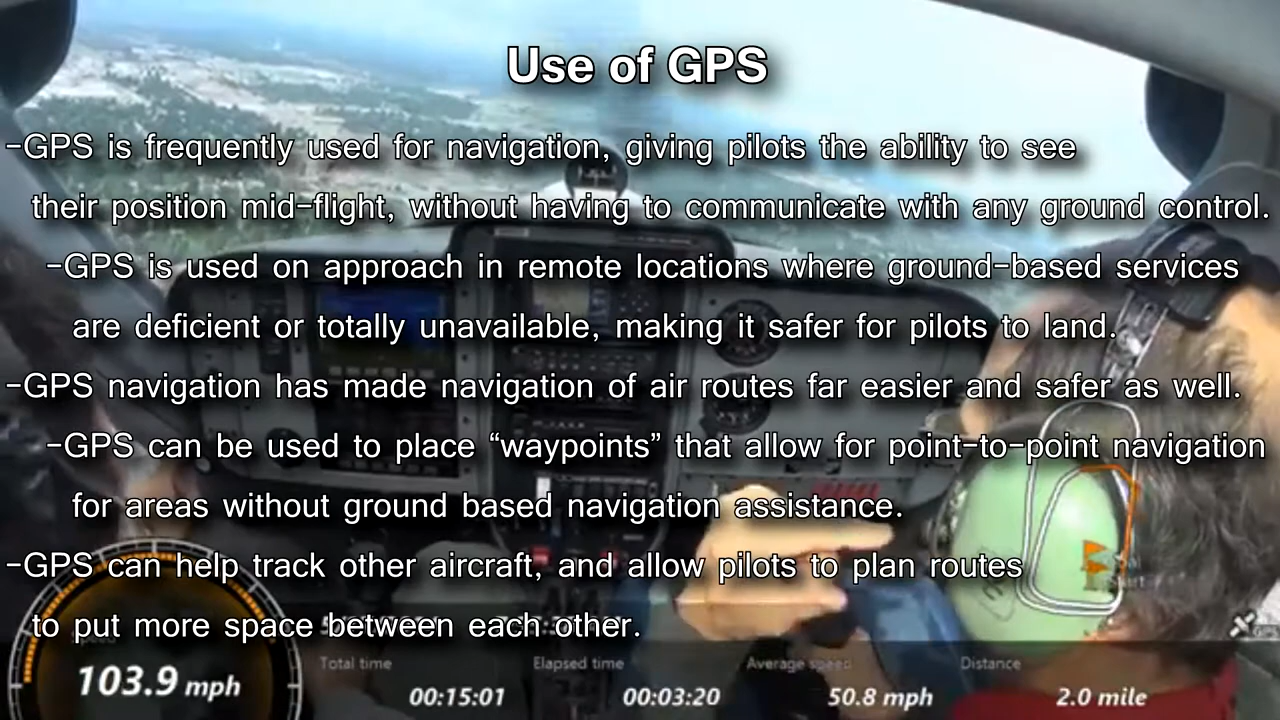 Use of GPS
-GPS is frequently used for navigation, giving pilots the ability to see
their position mid-flight, without having to communicate with any ground control.
-GPS is used on approach in remote locations where ground-based services
are deficient or totally unavailable, making it safer for pilots to land.
-GPS navigation has made navigation of air routes far easier and safer as well.
-GPS can be used to place “waypoints” that allow for point-to-point navigation
for areas without ground based navigation assistance.
-GPS can help track other aircraft, and allow pilots to plan routes
to put more space between each other.
Start
Total time
Elapsed time
Average speed
Distance
103.9 mph
00:15:01
00:03:20
50.8 mph
2.0 mile